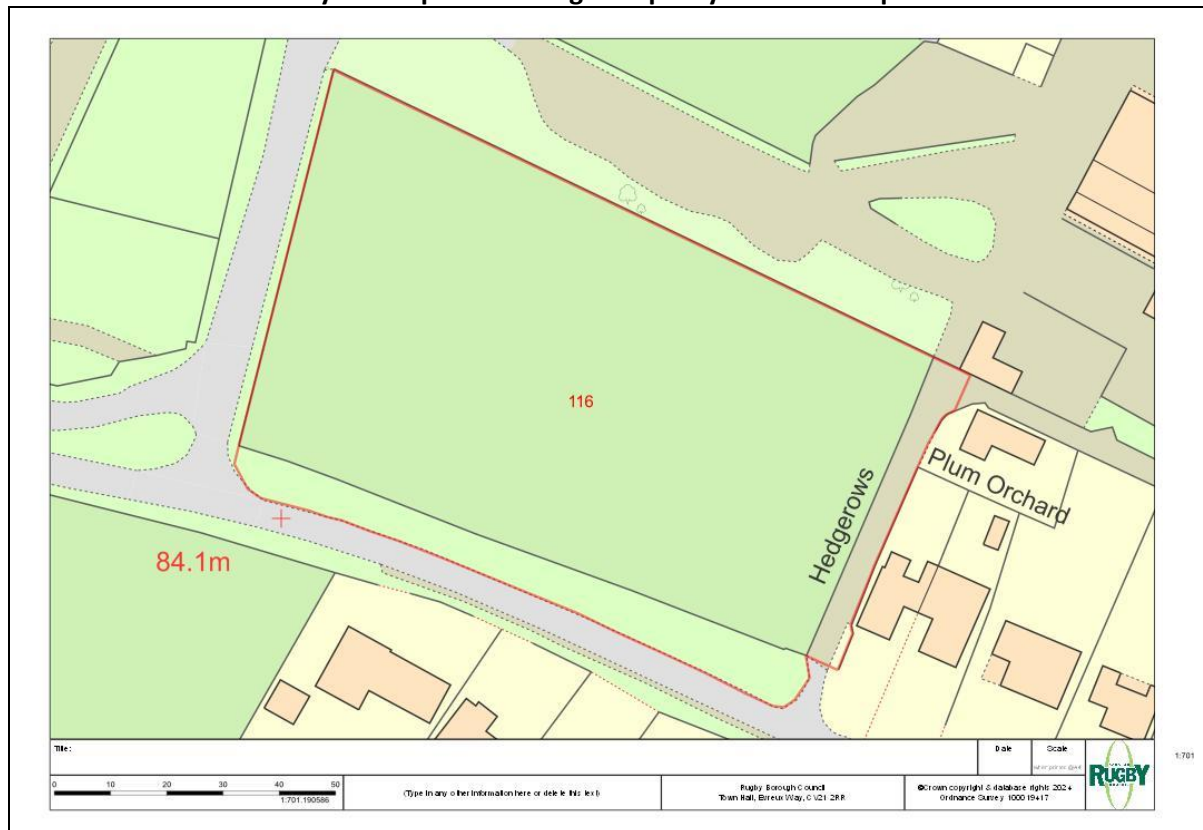 116
Hedgerows
Plum Orchard
84.1m
Title:
Date
Scale
0 10 20 30 40 50
1:701.190586
(Type in any other information here or delete this text)
Rugby Borough Council
Town Hall, Evreux Way, CV21 2RR
©Crown copyright & database rights 2024
Ordnance Survey 100019417
RUGBY
1:701